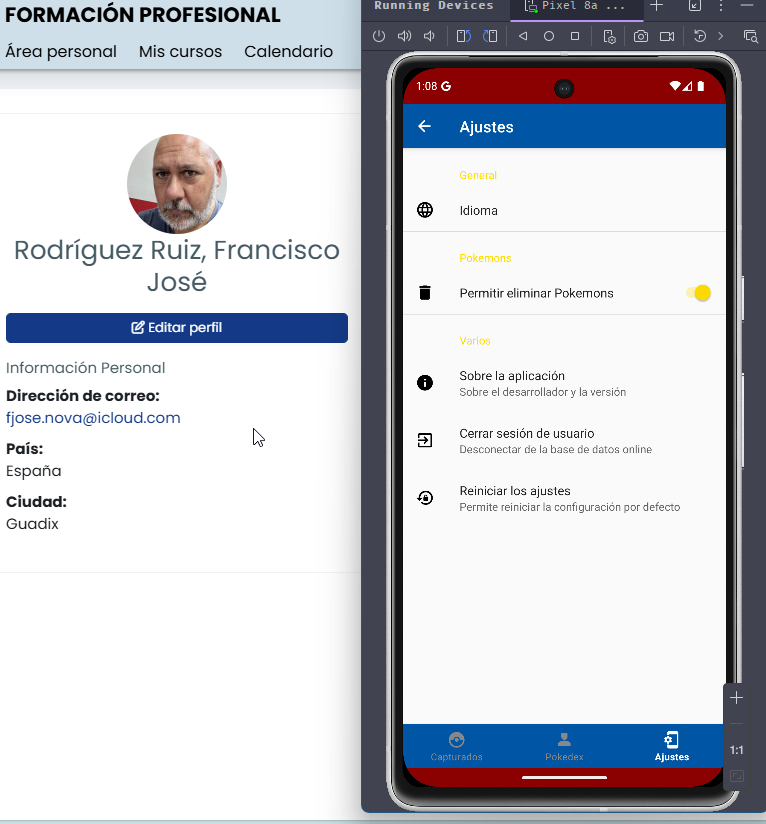 FORMACIÓN PROFESIONAL
Área personal Mis cursos Calendario
Rodríguez Ruiz, Francisco
José
Editar perfil
Información Personal
Dirección de correo:
fjose.nova@icloud.com
País:
España
Ciudad:
Guadix
Running Devices Pixel 8a ...
1:08 G
Ajustes
General
Idioma
Pokemons
Permitir eliminar Pokemons
Varios
Sobre la aplicación
Sobre el desarrollador y la versión
Cerrar sesión de usuario
Desconectar de la base de datos online
Reiniciar los ajustes
Permite reiniciar la configuración por defecto
1:1
Capturados Pokedex Ajustes